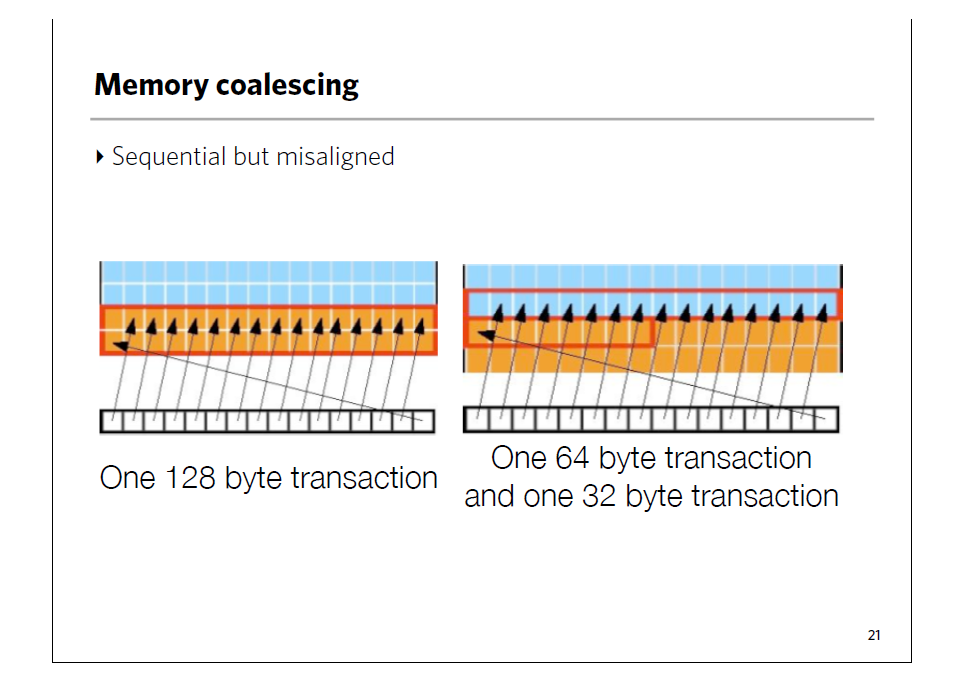 Memory coalescing
Sequential but misaligned
One 128 byte transaction
One 64 byte transaction
and one 32 byte transaction
21